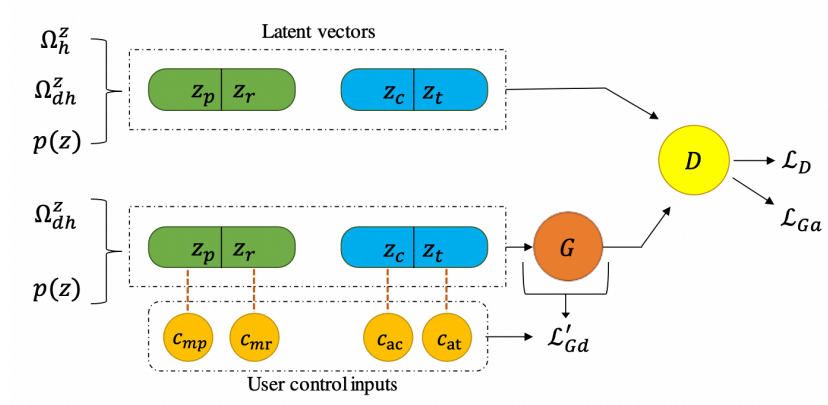 Latent vectors
Ω_h^z
Ω_dh^z
p(z)
z_p z_r z_c z_t
D
ℒ_D
ℒ_Ga
Ω_dh^z
p(z)
z_p z_r z_c z_t
G
c_mp c_mr c_ac c_at
ℒ'_Gd
User control inputs